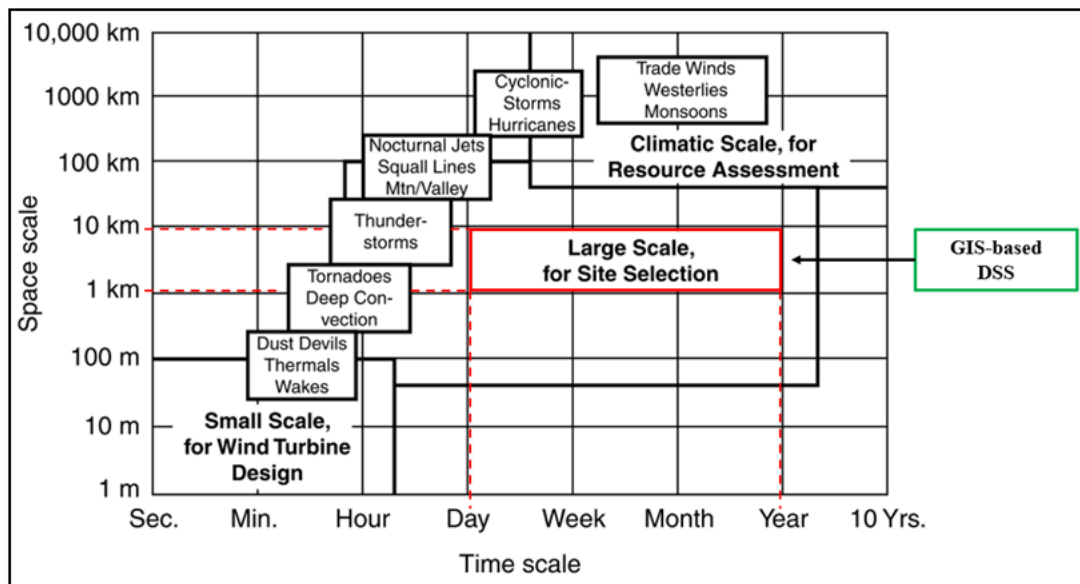 10,000 km
1000 km
100 km
10 km
1 km
100 m
10 m
1 m
Space scale
Cyclonic-
Storms
Hurricanes
Trade Winds
Westerlies
Monsoons
Nocturnal Jets
Squall Lines
Mtn/Valley
Climatic Scale, for
Resource Assessment
Thunder-
storms
Large Scale,
for Site Selection
GIS-based
DSS
Tornadoes
Deep Con-
vection
Dust Devils
Thermals
Wakes
Small Scale,
for Wind Turbine
Design
Sec.
Min.
Hour
Day
Week
Month
Year
10 Yrs.
Time scale